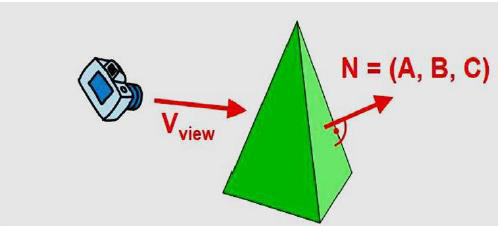 N = (A, B, C)
Vview